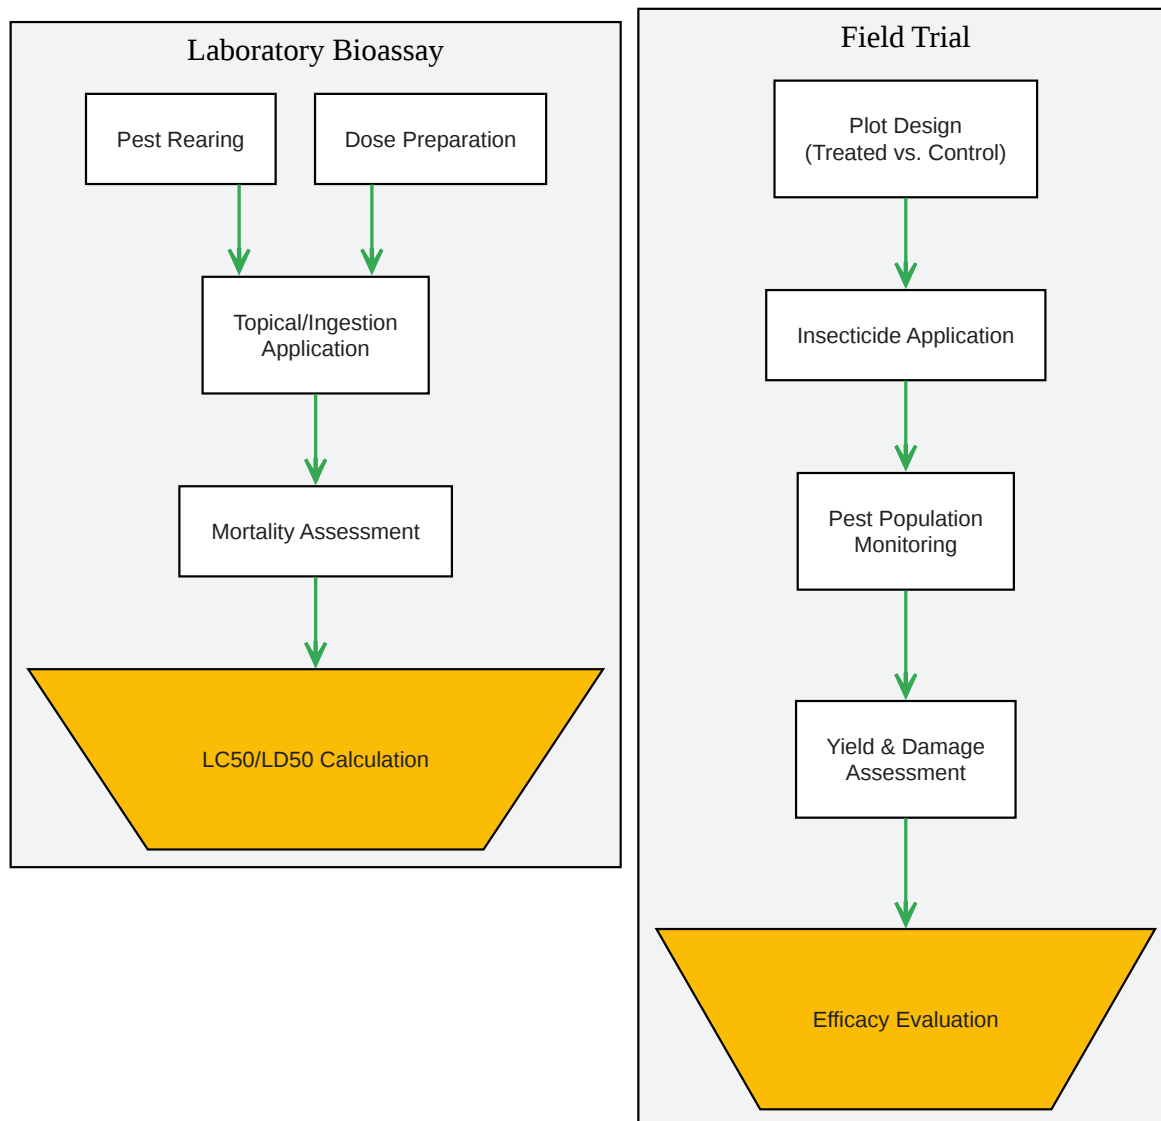 Laboratory Bioassay
Pest Rearing
Dose Preparation
Topical/Ingestion
Application
Mortality Assessment
LC50/LD50 Calculation
Field Trial
Plot Design
(Treated vs. Control)
Insecticide Application
Pest Population
Monitoring
Yield & Damage
Assessment
Efficacy Evaluation